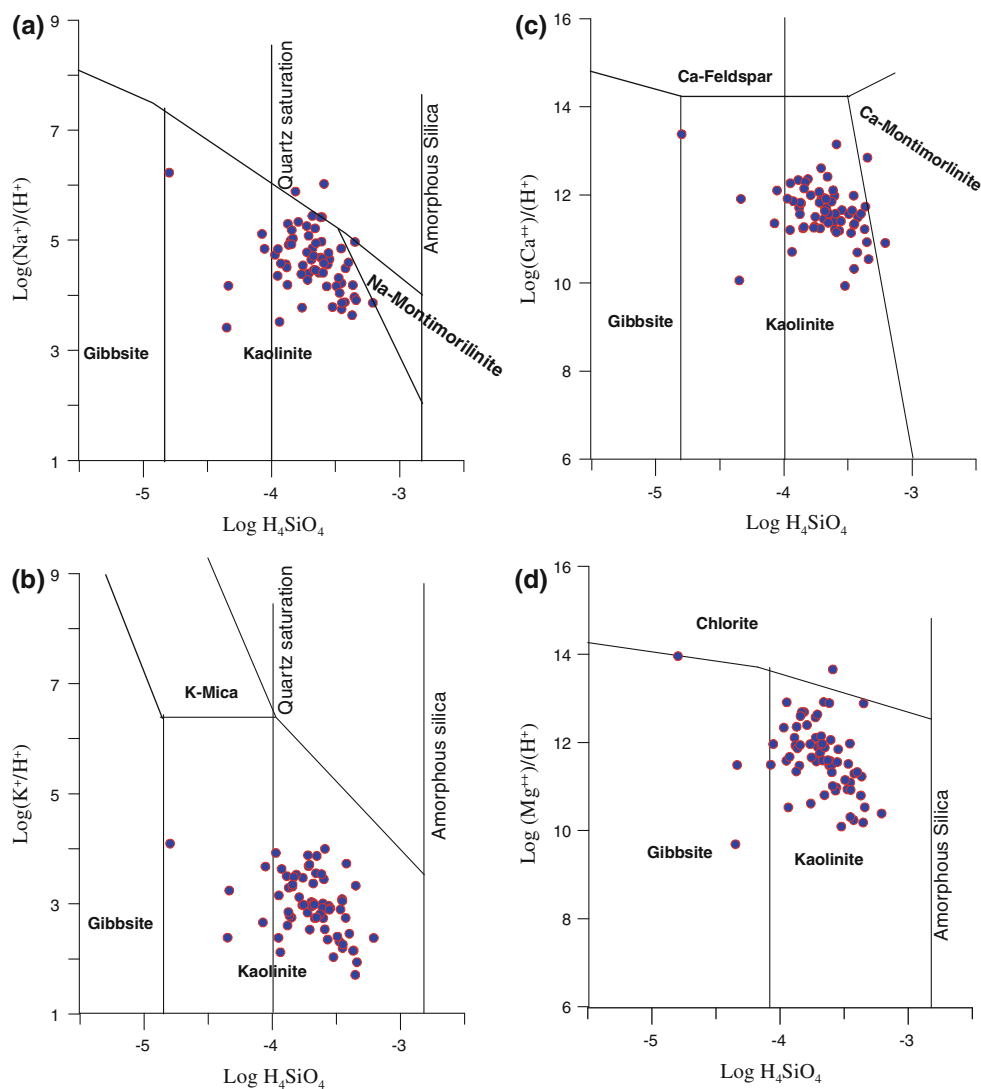 (a)
9
7
5
3
1
-5
-4
-3
Log(Na⁺)/(H⁺)
Log H₄SiO₄
Quartz saturation
Amorphous Silica
Na-Montimorilinite
Gibbsite
Kaolinite
(c)
16
14
12
10
8
6
-5
-4
-3
Log(Ca⁺⁺)/(H⁺)
Log H₄SiO₄
Ca-Feldspar
Ca-Montimorlinite
Gibbsite
Kaolinite
(b)
9
7
5
3
1
-5
-4
-3
Log(K⁺/H⁺)
Log H₄SiO₄
K-Mica
Quartz saturation
Amorphous silica
Gibbsite
Kaolinite
(d)
16
14
12
10
8
6
-5
-4
-3
Log (Mg⁺⁺)/(H⁺)
Log H₄SiO₄
Chlorite
Amorphous Silica
Gibbsite
Kaolinite